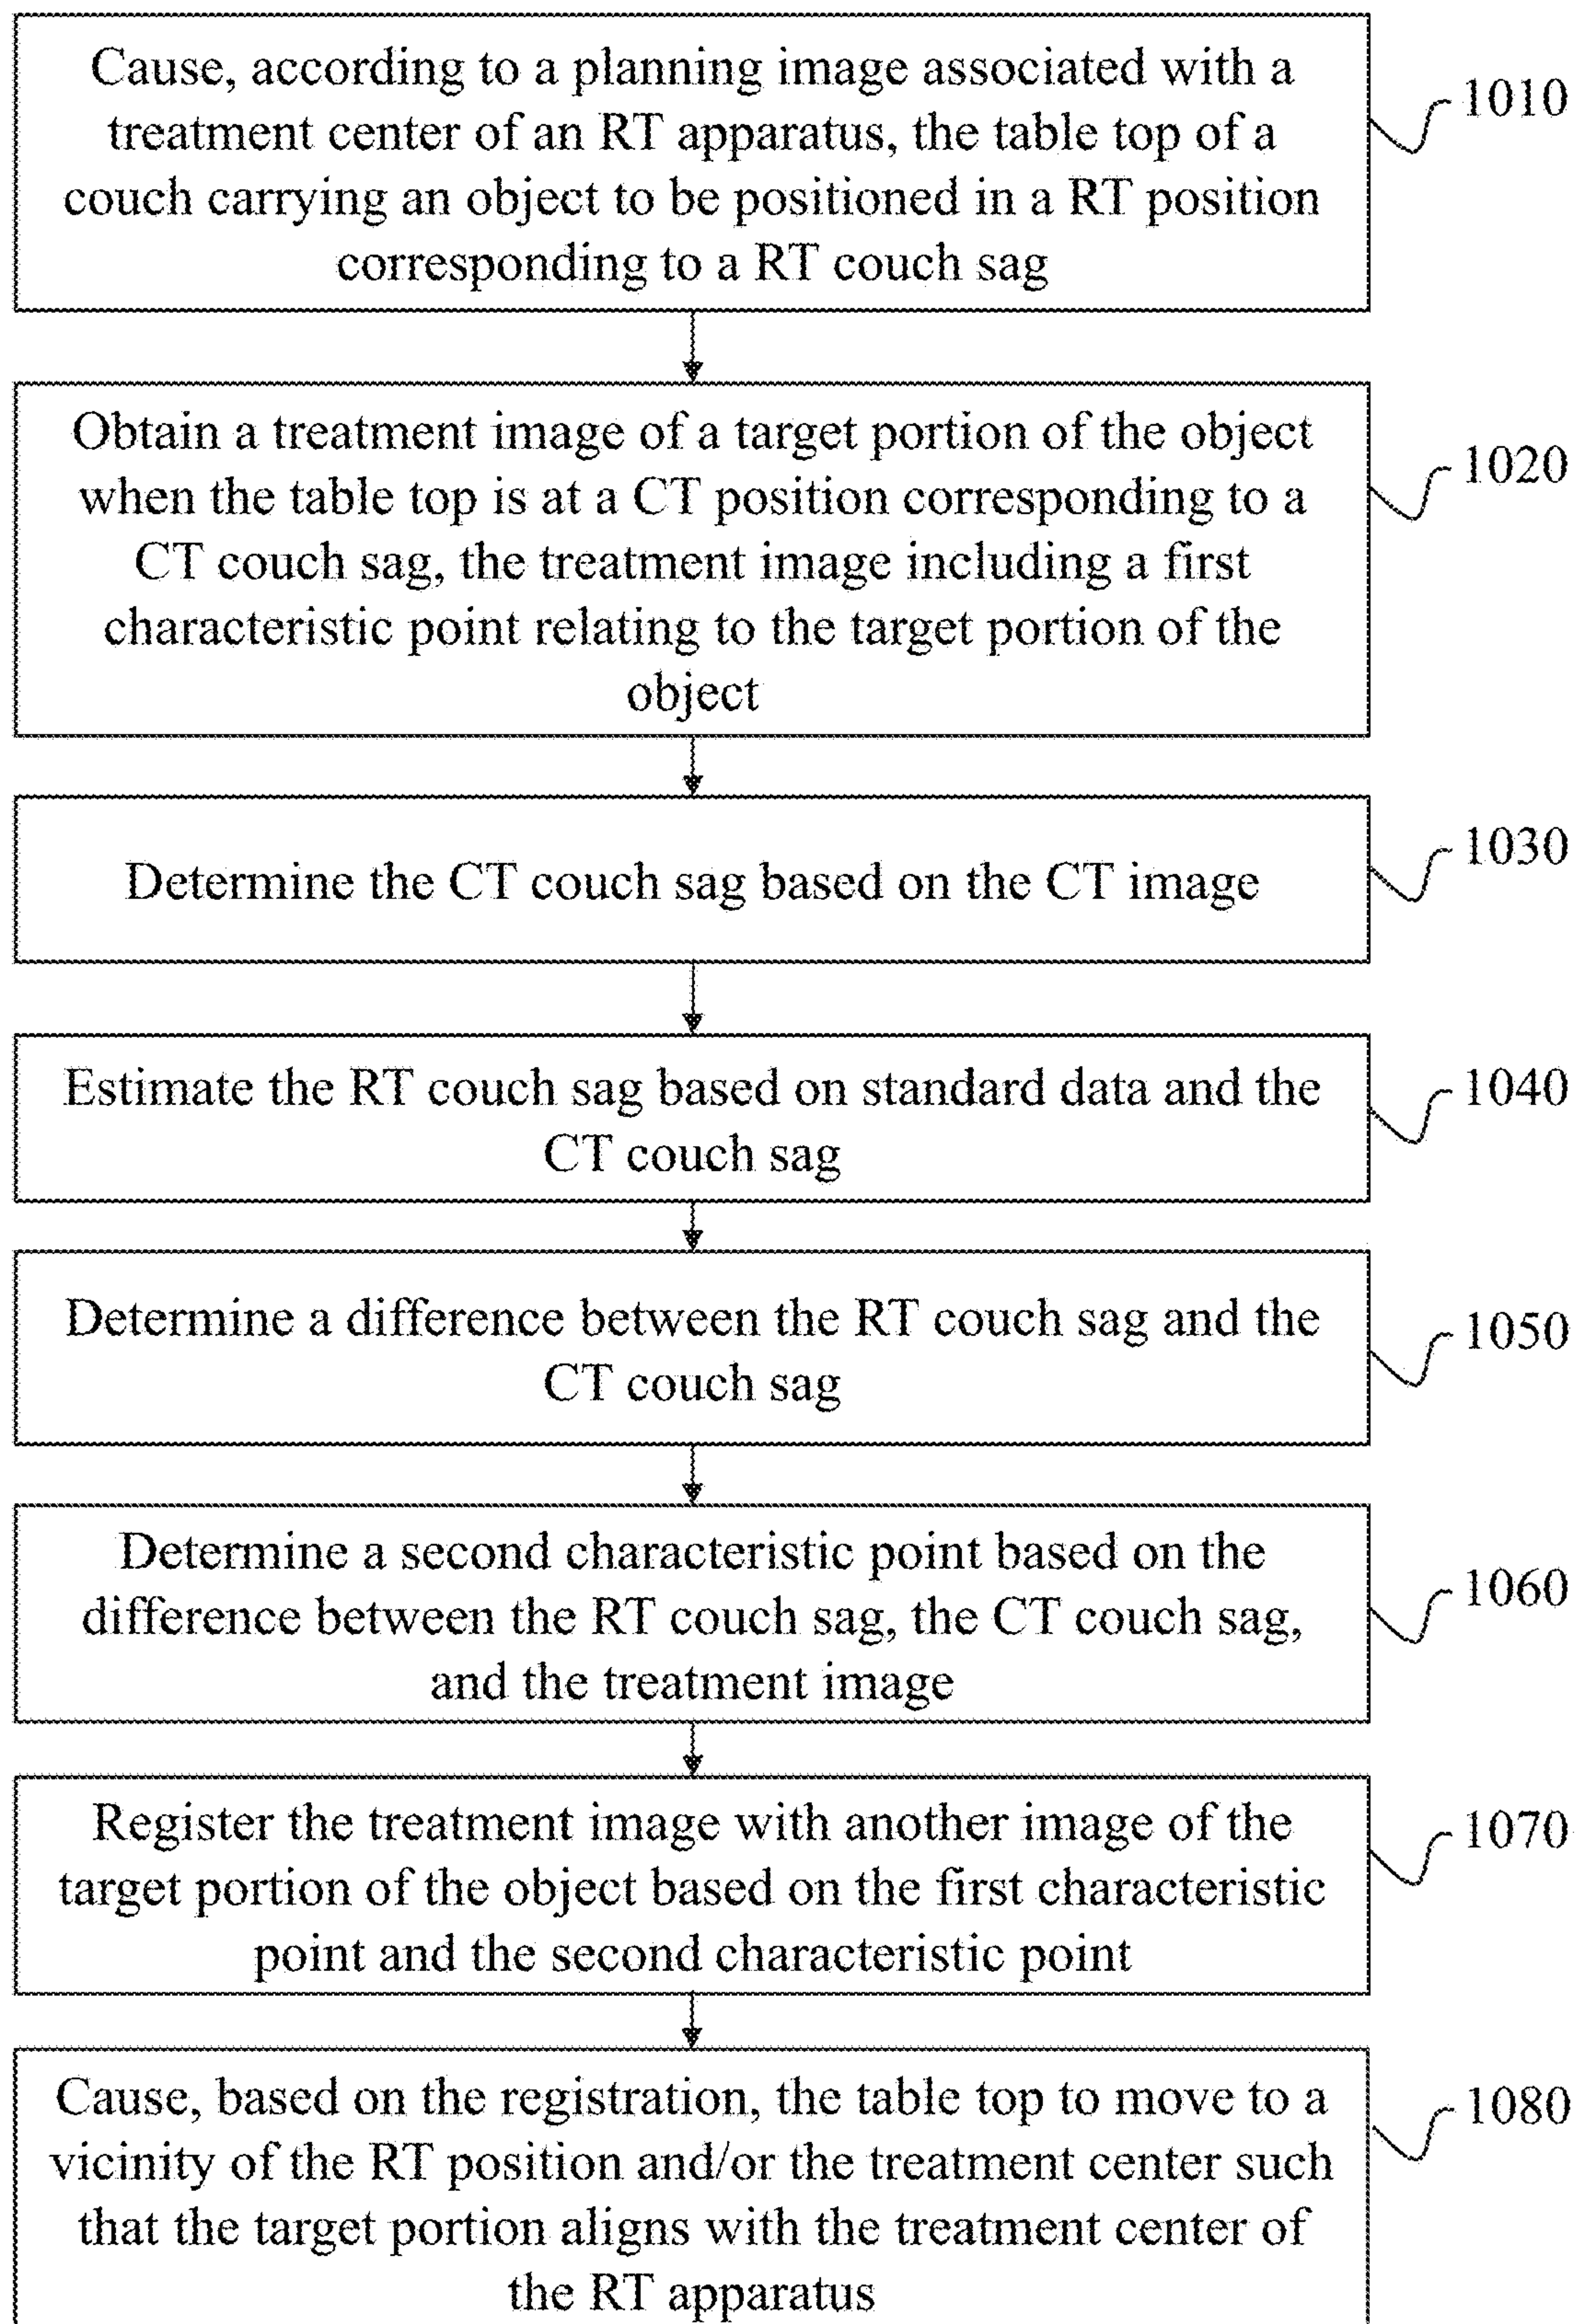 Cause, according to a planning image associated with a
treatment center of an RT apparatus, the table top of a
couch carrying an object to be positioned in a RT position
corresponding to a RT couch sag
1010
Obtain a treatment image of a target portion of the object
when the table top is at a CT position corresponding to a
CT couch sag, the treatment image including a first
characteristic point relating to the target portion of the
object
1020
Determine the CT couch sag based on the CT image
1030
Estimate the RT couch sag based on standard data and the
CT couch sag
1040
Determine a difference between the RT couch sag and the
CT couch sag
1050
Determine a second characteristic point based on the
difference between the RT couch sag, the CT couch sag,
and the treatment image
1060
Register the treatment image with another image of the
target portion of the object based on the first characteristic
point and the second characteristic point
1070
Cause, based on the registration, the table top to move to a
vicinity of the RT position and/or the treatment center such
that the target portion aligns with the treatment center of
the RT apparatus
1080